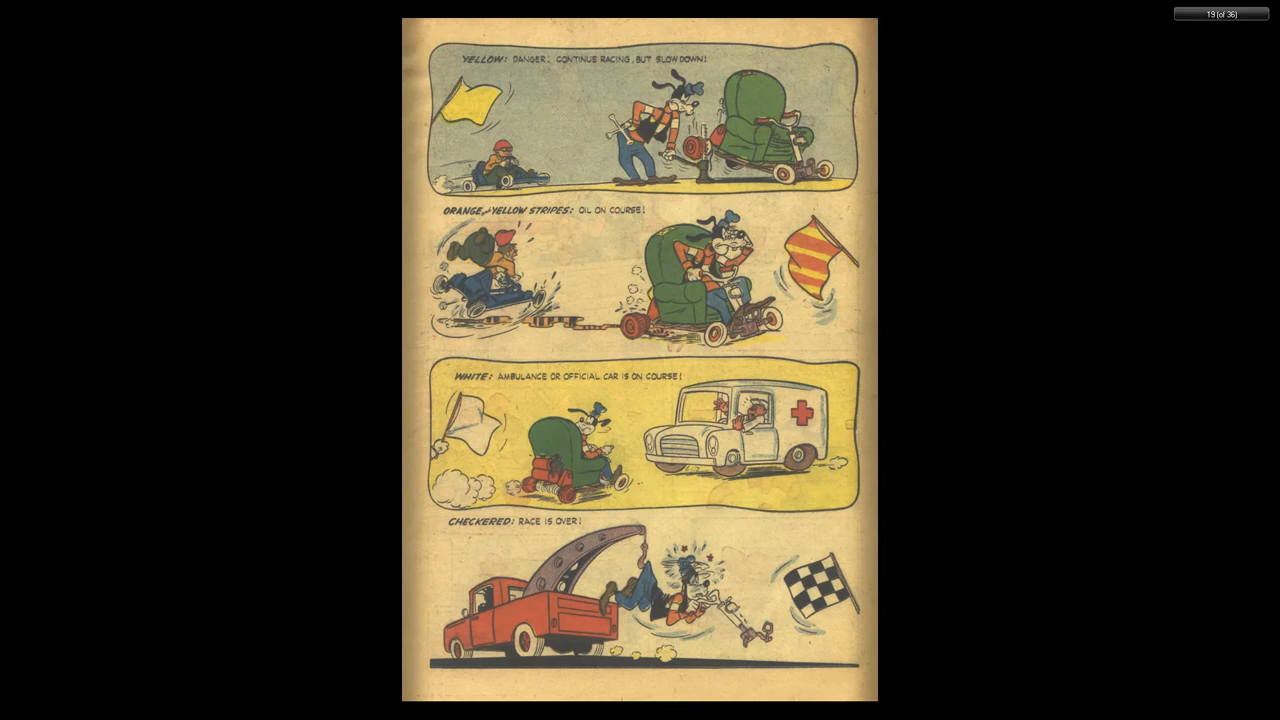 19 (of 36)
YELLOW: DANGER! CONTINUE RACING, BUT SLOW DOWN!
ORANGE and YELLOW STRIPES: OIL ON COURSE!
WHITE: AMBULANCE OR OFFICIAL CAR IS ON COURSE!
CHECKERED: RACE IS OVER!